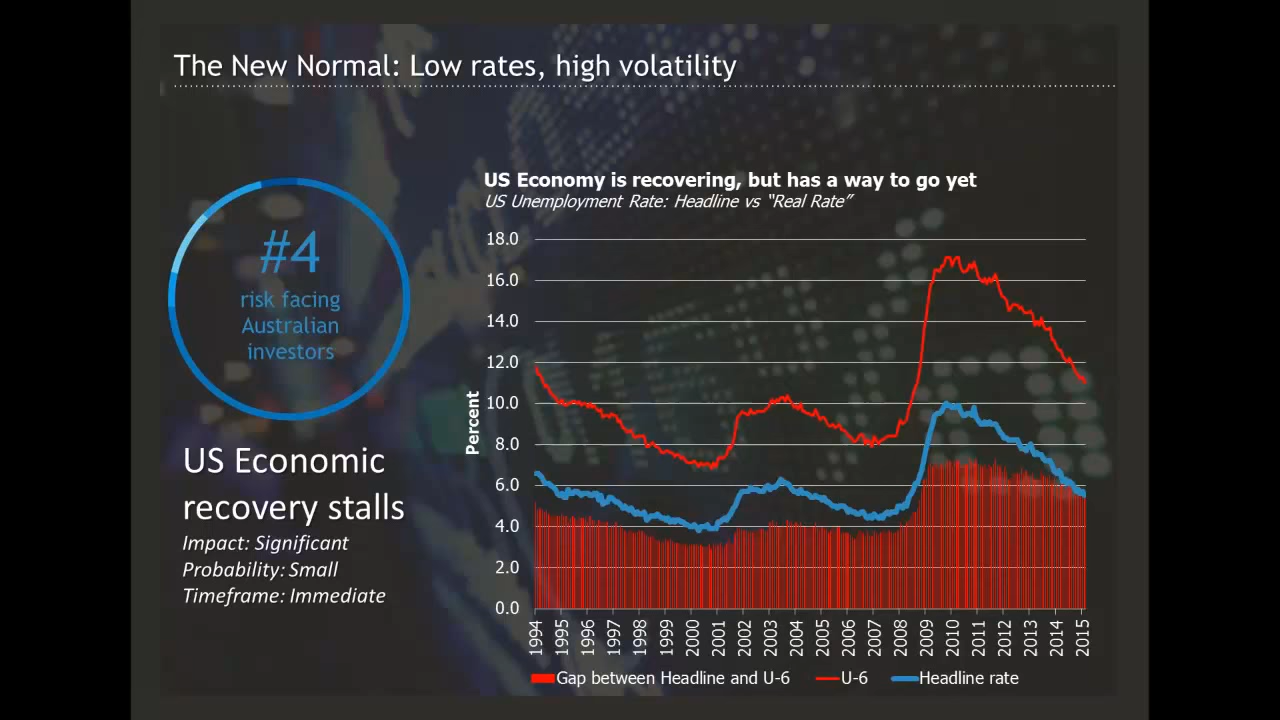 The New Normal: Low rates, high volatility
#4
risk facing
Australian
investors
US Economic
recovery stalls
Impact: Significant
Probability: Small
Timeframe: Immediate
US Economy is recovering, but has a way to go yet
US Unemployment Rate: Headline vs "Real Rate"
Percent
18.0
16.0
14.0
12.0
10.0
8.0
6.0
4.0
2.0
0.0
1994 1995 1996 1997 1998 1999 2000 2001 2002 2003 2004 2005 2006 2007 2008 2009 2010 2011 2012 2013 2014 2015
Gap between Headline and U-6 U-6 Headline rate